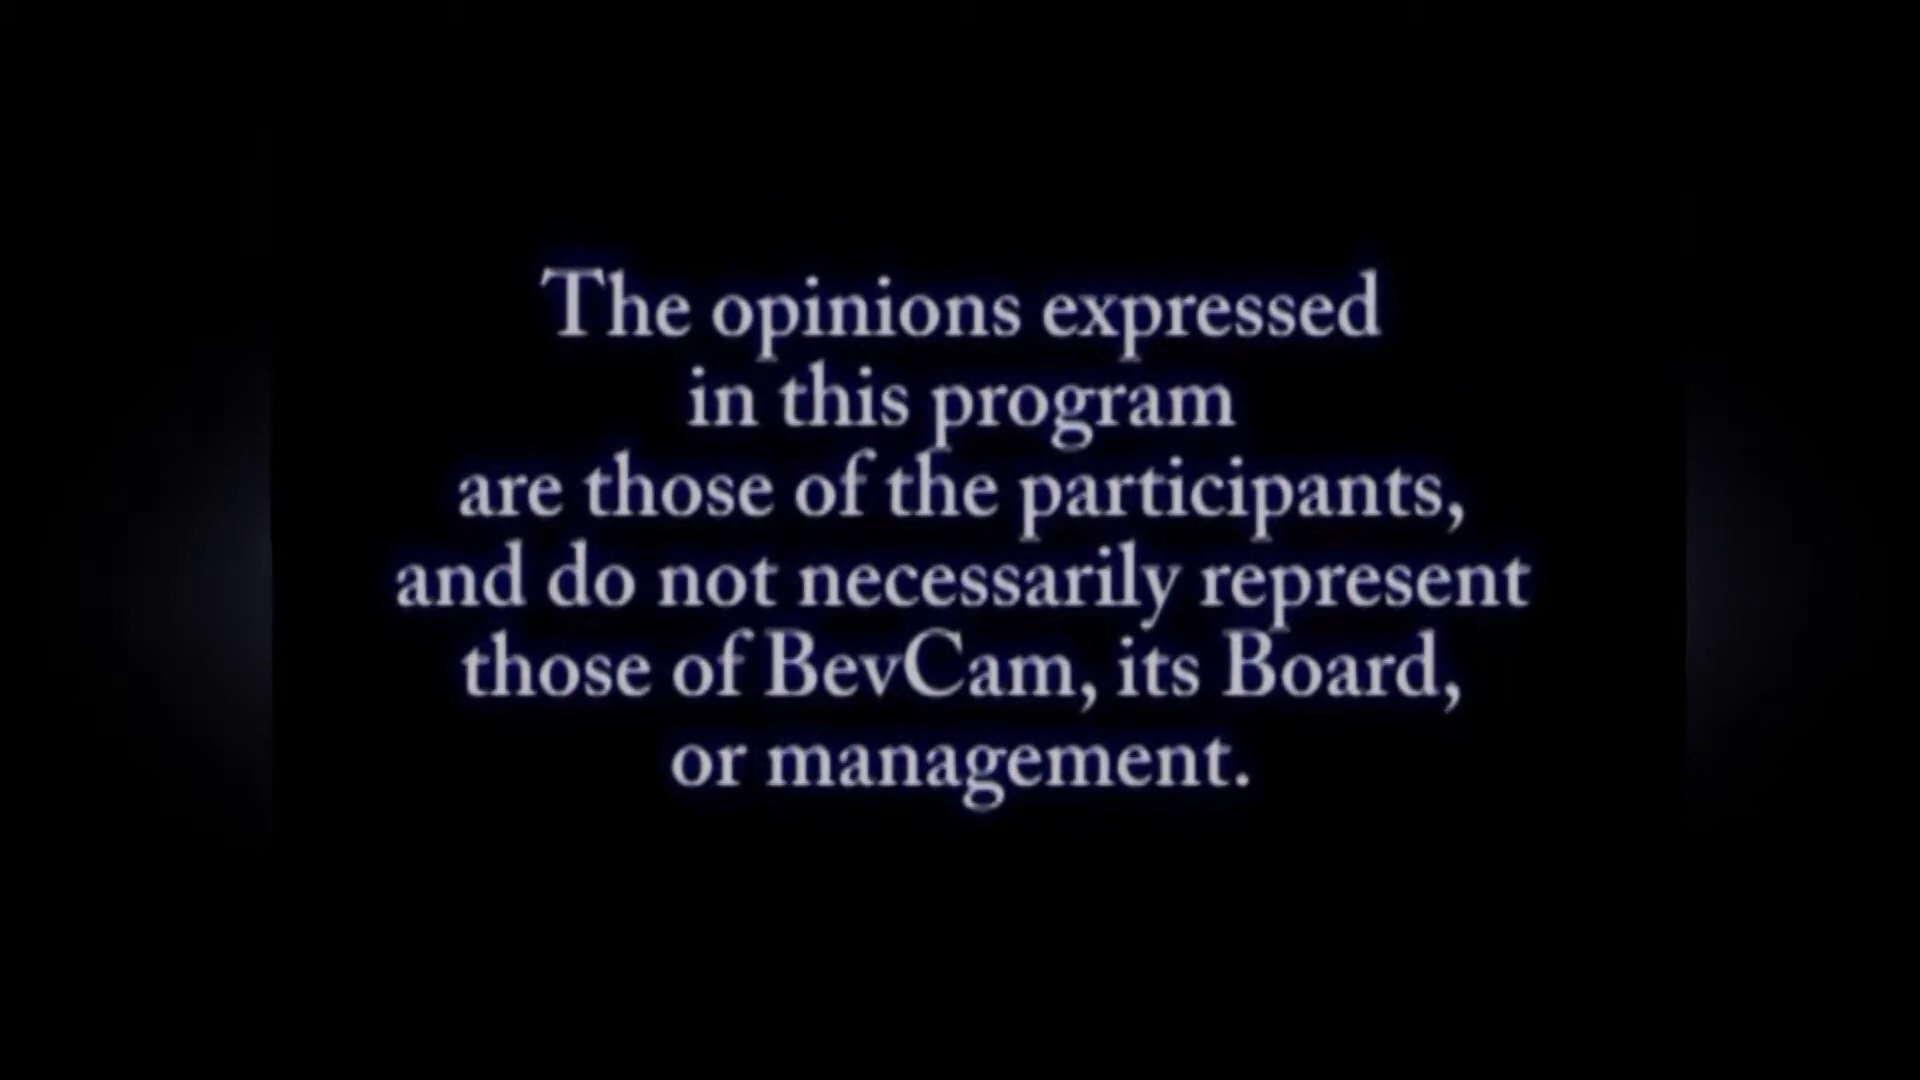 The opinions expressed
in this program
are those of the participants,
and do not necessarily represent
those of BevCam, its Board,
or management.